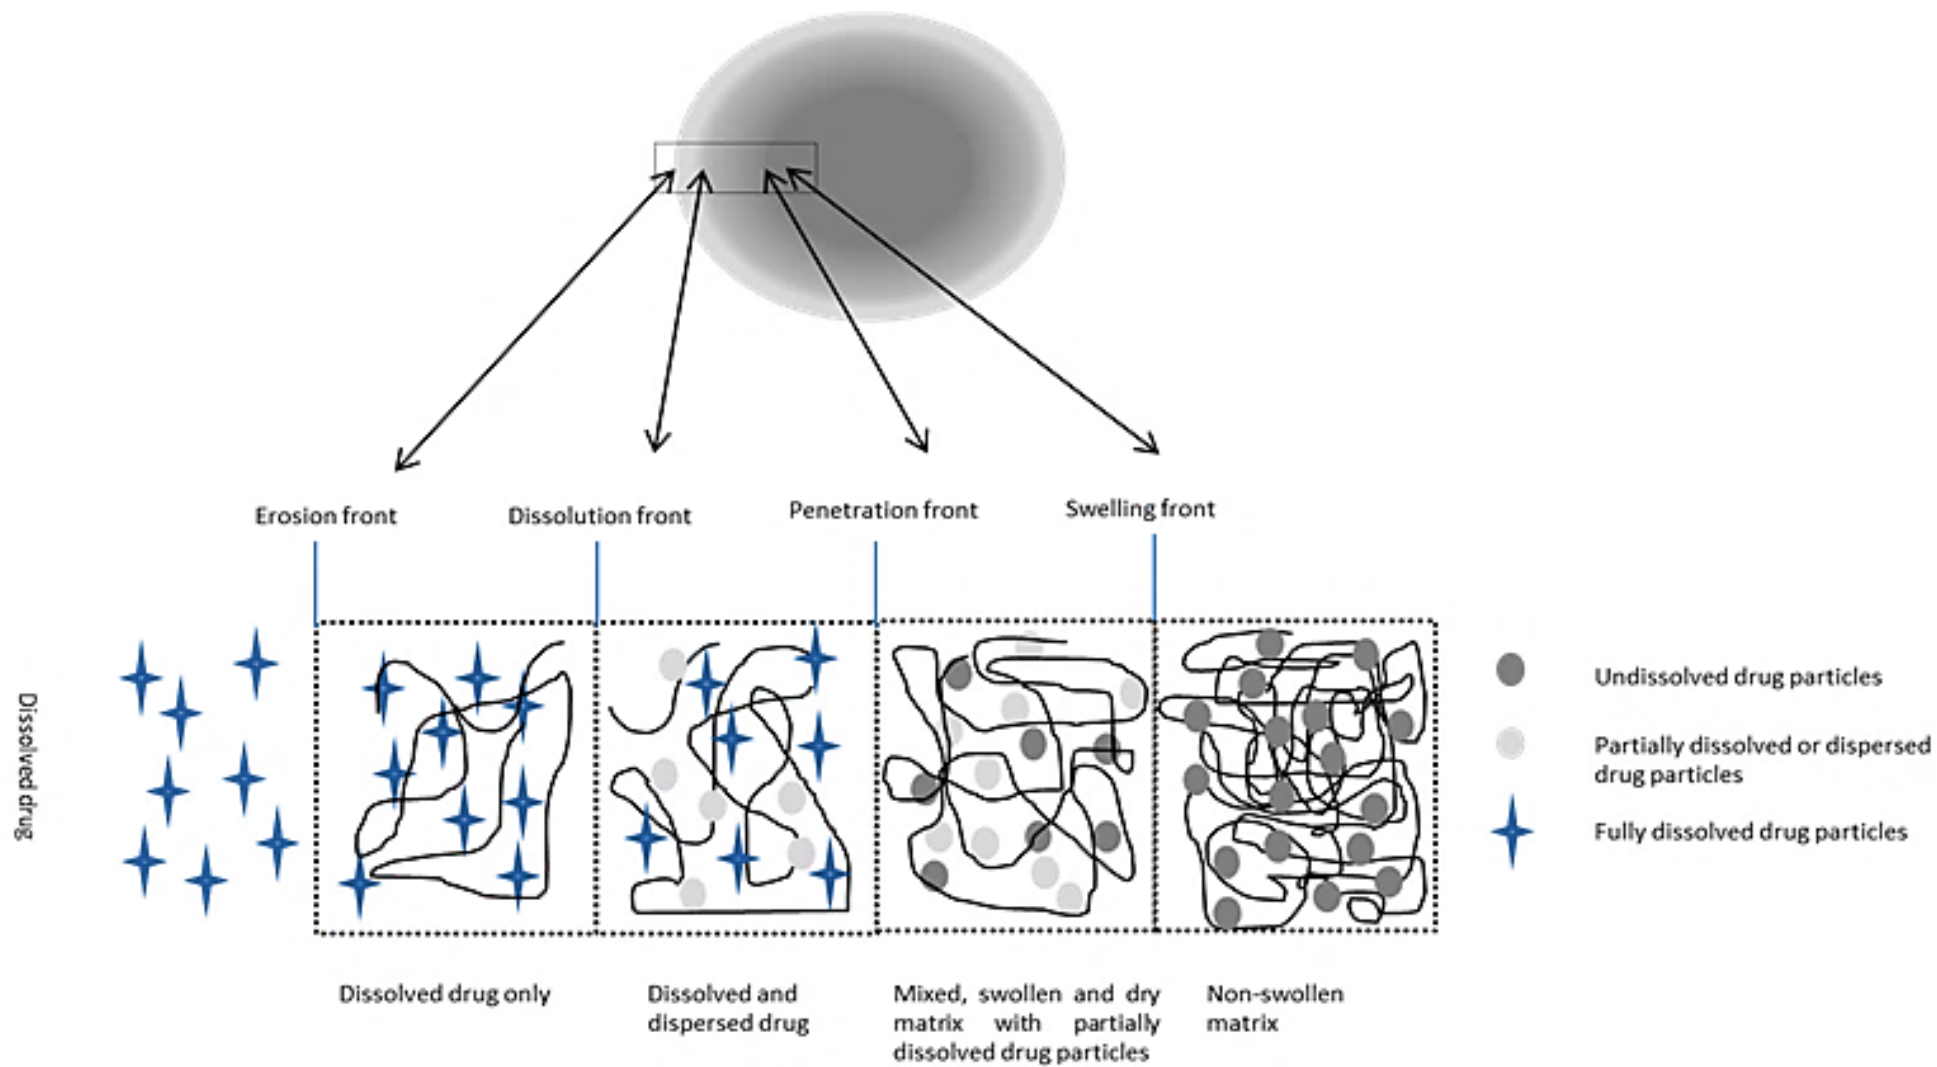 Erosion front
Dissolution front
Penetration front
Swelling front
Dissolved drug
Undissolved drug particles
Partially dissolved or dispersed
drug particles
Fully dissolved drug particles
Dissolved drug only
Dissolved and
dispersed drug
Mixed, swollen and dry
matrix with partially
dissolved drug particles
Non-swollen
matrix